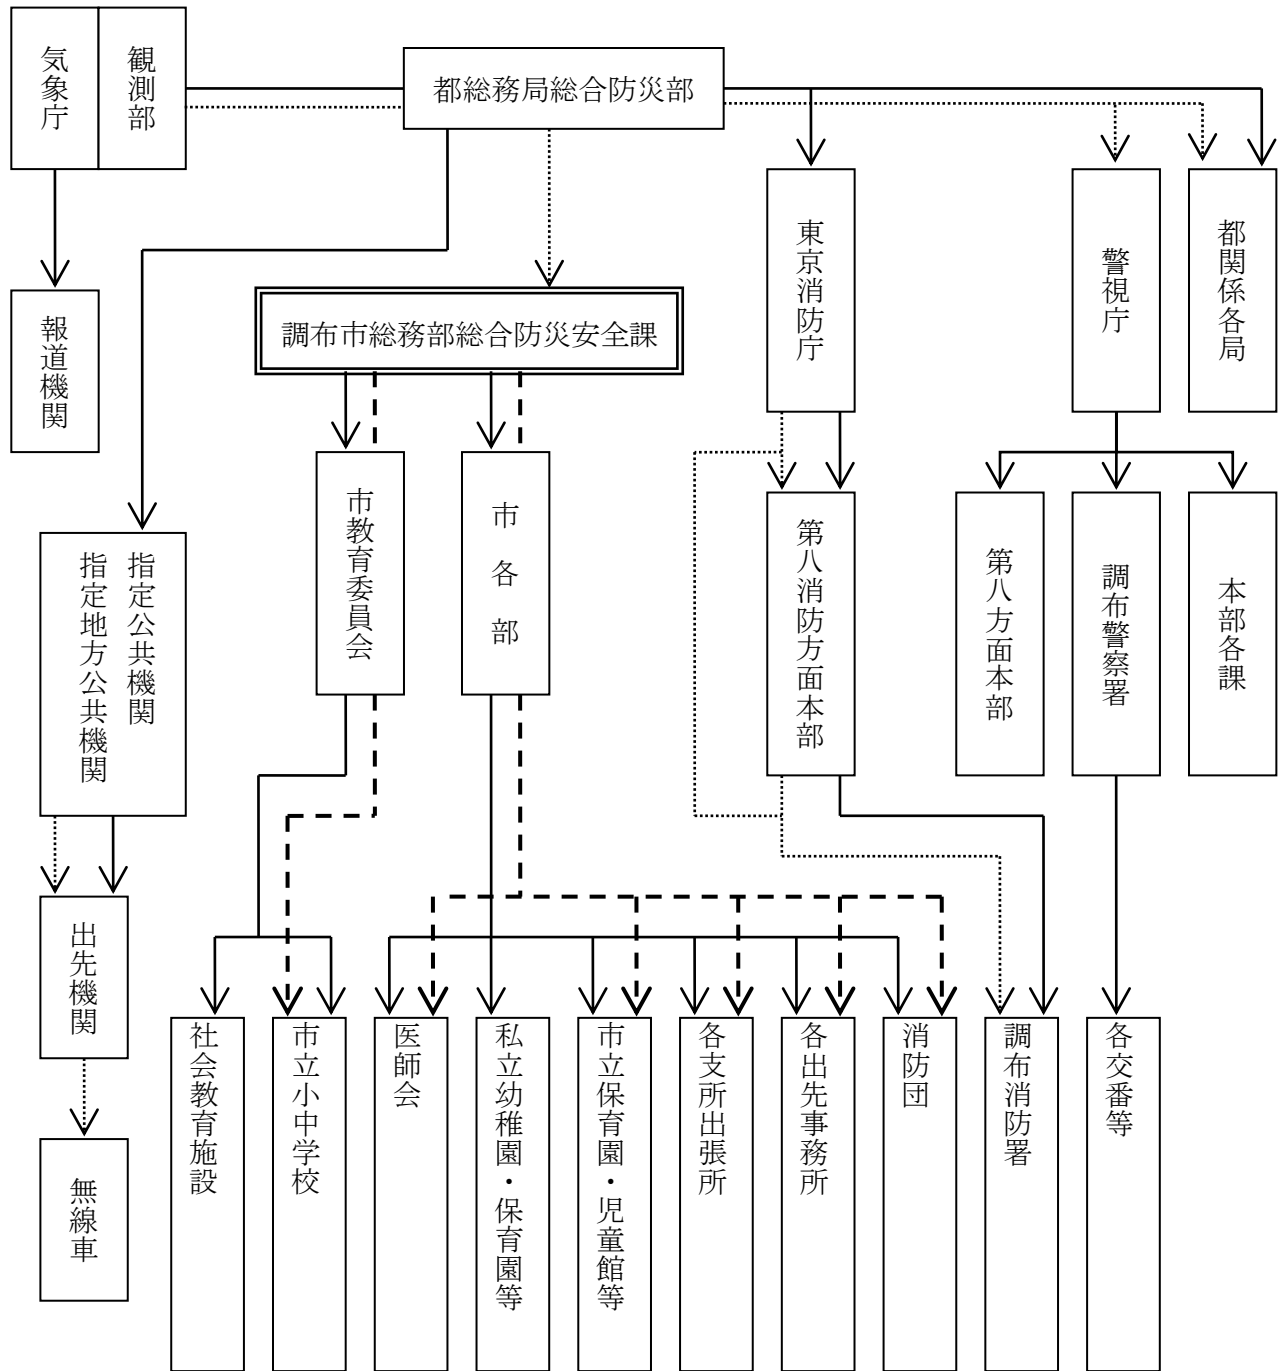 気象庁
観測部
都総務局総合防災部
東京消防庁
警視庁
都関係各局
報道機関
調布市総務部総合防災安全課
市教育委員会
市各部
第八消防方面本部
第八方面本部
調布警察署
本部各課
指定公共機関
指定地方公共機関
出先機関
無線車
社会教育施設
市立小中学校
医師会
私立幼稚園・保育園等
市立保育園・児童館等
各支所出張所
各出先事務所
消防団
調布消防署
各交番等